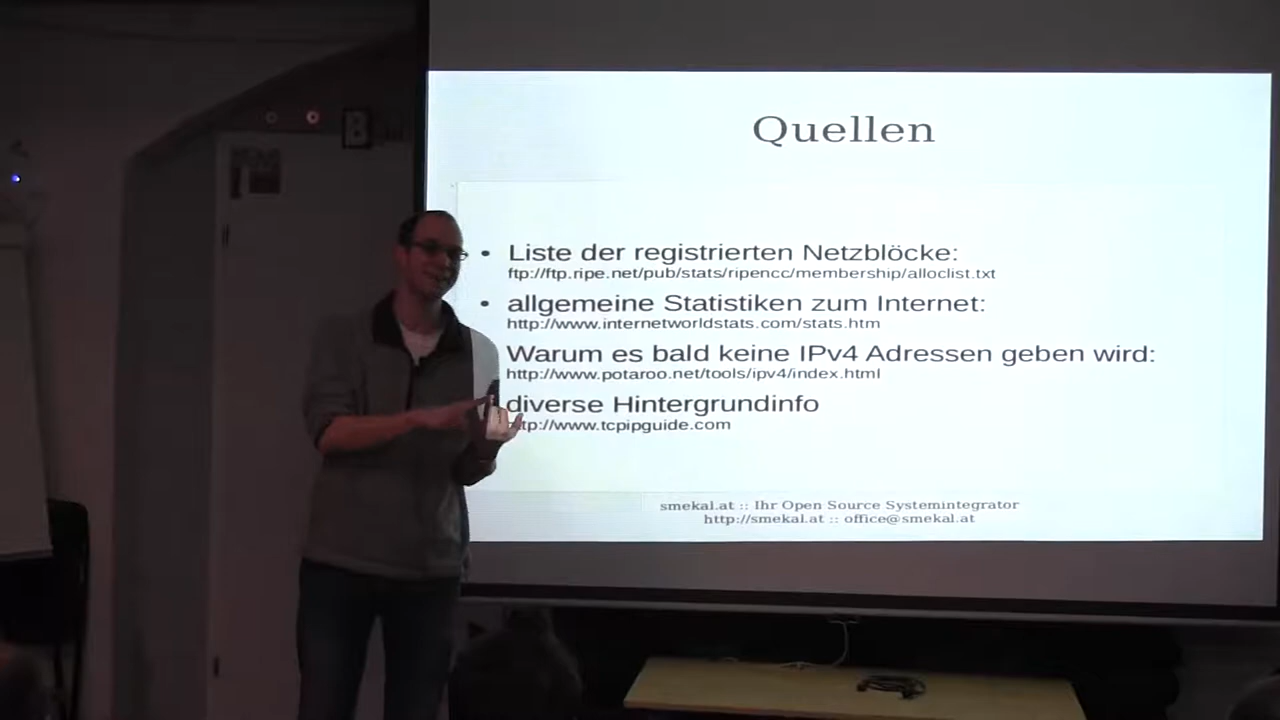 B
Quellen
• Liste der registrierten Netzblöcke:
ftp://ftp.ripe.net/pub/stats/ripencc/membership/alloclist.txt
• allgemeine Statistiken zum Internet:
http://www.internetworldstats.com/stats.htm
Warum es bald keine IPv4 Adressen geben wird:
http://www.potaroo.net/tools/ipv4/index.html
diverse Hintergrundinfo
ttp://www.tcpipguide.com
smekal.at :: Ihr Open Source Systemintegrator
http://smekal.at :: office@smekal.at